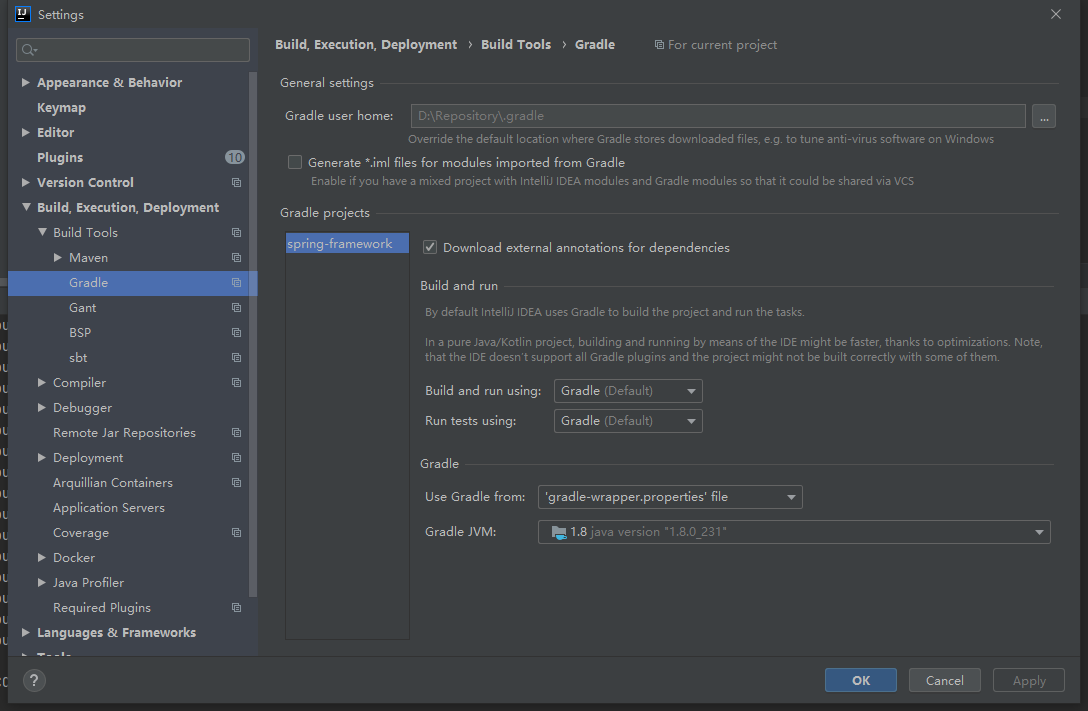 Settings
Build, Execution, Deployment › Build Tools › Gradle For current project
Appearance & Behavior
Keymap
Editor
Plugins 10
Version Control
Build, Execution, Deployment
Build Tools
Maven
Gradle
Gant
BSP
sbt
Compiler
Debugger
Remote Jar Repositories
Deployment
Arquillian Containers
Application Servers
Coverage
Docker
Java Profiler
Required Plugins
Languages & Frameworks
Tools
General settings
Gradle user home: D:\Repository\.gradle ...
Override the default location where Gradle stores downloaded files, e.g. to tune anti-virus software on Windows
Generate *.iml files for modules imported from Gradle
Enable if you have a mixed project with IntelliJ IDEA modules and Gradle modules so that it could be shared via VCS
Gradle projects
spring-framework
Download external annotations for dependencies
Build and run
By default IntelliJ IDEA uses Gradle to build the project and run the tasks.
In a pure Java/Kotlin project, building and running by means of the IDE might be faster, thanks to optimizations. Note,
that the IDE doesn't support all Gradle plugins and the project might not be built correctly with some of them.
Build and run using: Gradle (Default)
Run tests using: Gradle (Default)
Gradle
Use Gradle from: 'gradle-wrapper.properties' file
Gradle JVM: 1.8 java version "1.8.0_231"
? OK Cancel Apply